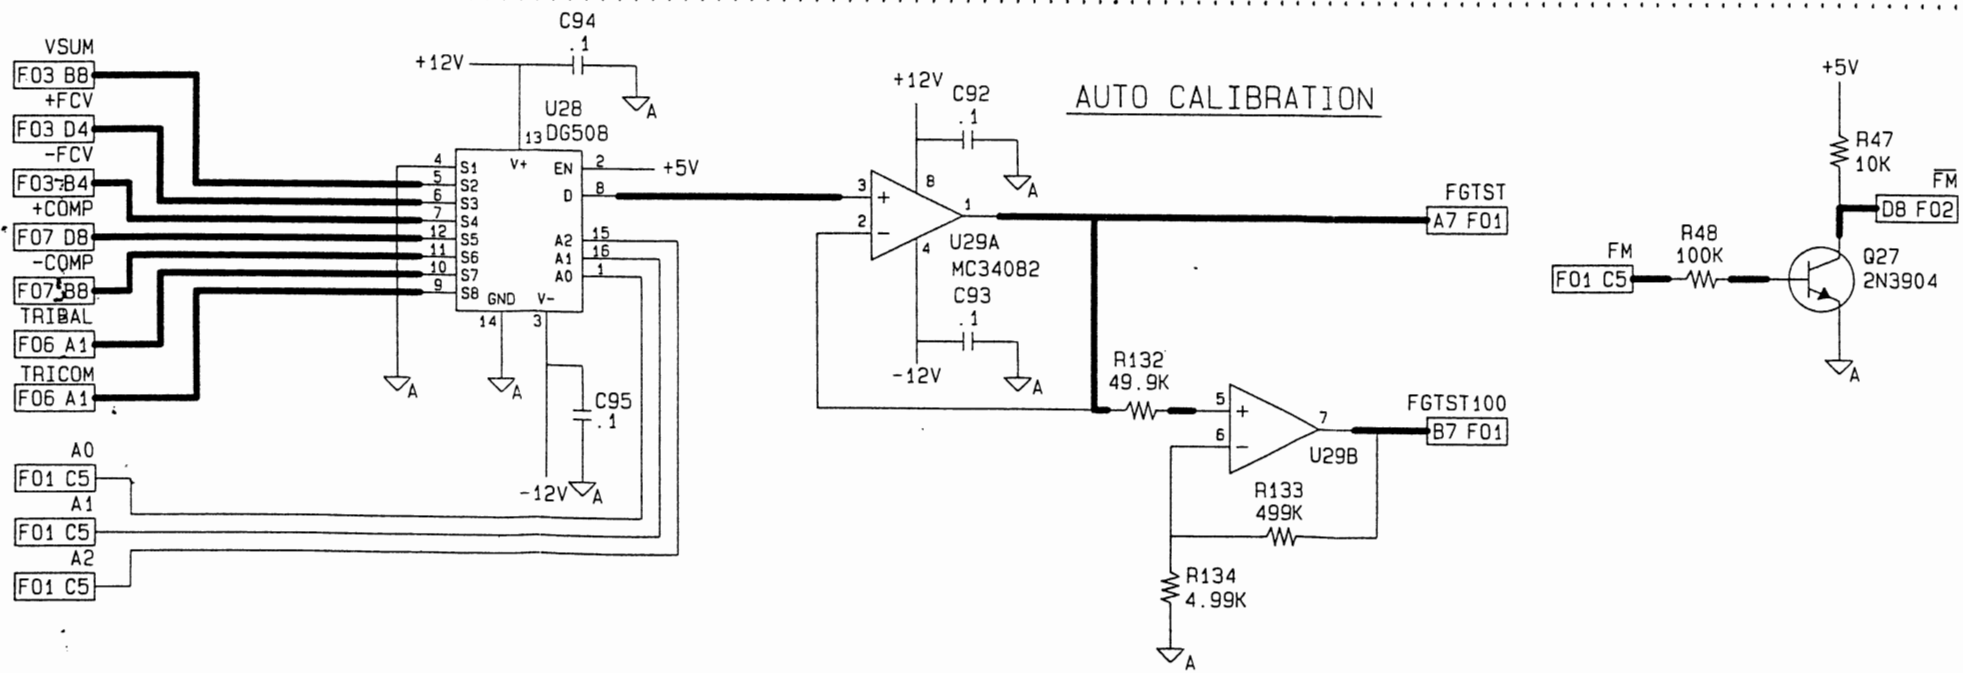 AUTO CALIBRATION
VSUM
F03 B8
+FCV
F03 D4
-FCV
F03 B4
+COMP
F07 D8
-COMP
F07 B8
TRIBAL
F06 A1
TRICOM
F06 A1
A0
F01 C5
A1
F01 C5
A2
F01 C5
C94
.1
+12V
A
U28
DG508
13
V+
4 S1
5 S2
6 S3
7 S4
12 S5
11 S6
10 S7
9 S8
EN 2
+5V
D 8
A2 15
A1 16
A0 1
GND
V-
14
3
A
A
C95
.1
-12V
A
+12V
C92
.1
A
8
3 +
2 -
1
4
U29A
MC34082
C93
.1
-12V
A
FGTST
A7 F01
R132
49.9K
5 +
6 -
7
U29B
FGTST100
B7 F01
R133
499K
R134
4.99K
A
+5V
R47
10K
FM
D8 F02
FM
F01 C5
R48
100K
Q27
2N3904
A